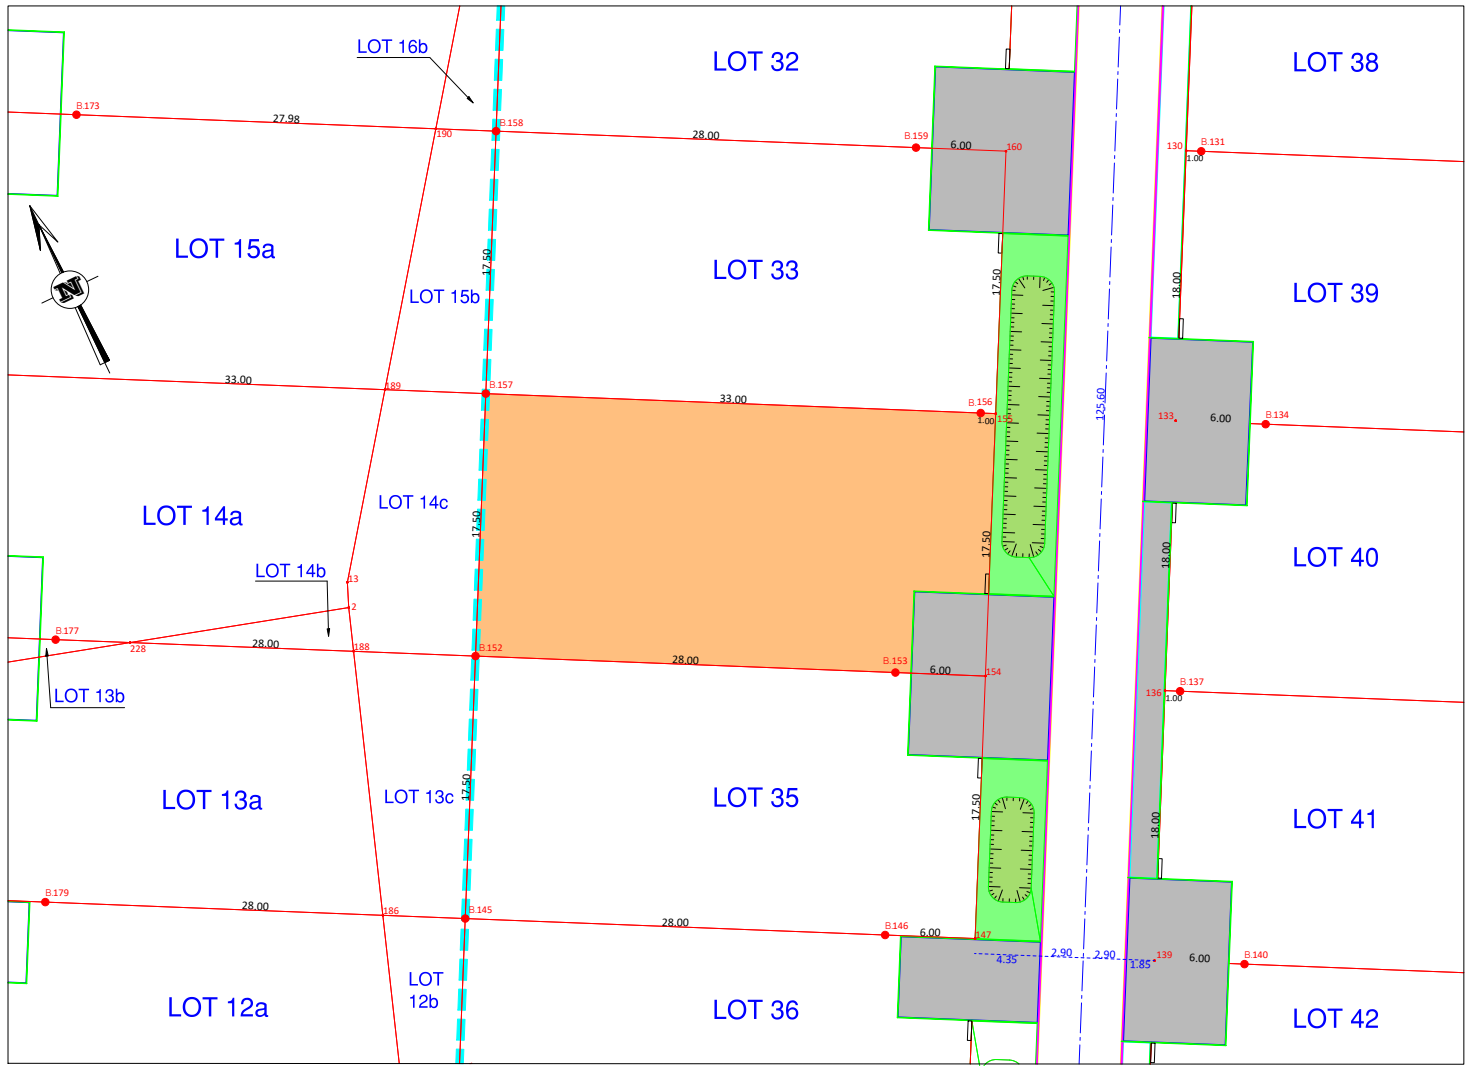 LOT 16b
LOT 32
LOT 38
B.173
27.98
190
B.158
28.00
B.159
6.00
160
130
B.131
1.00
LOT 15a
LOT 33
17.50
17.50
18.00
LOT 39
N
LOT 15b
33.00
189
B.157
33.00
B.156
1.00
155
125.60
133
6.00
B.134
LOT 14a
LOT 14c
17.50
17.50
18.00
LOT 40
LOT 14b
13
2
B.177
228
28.00
188
B.152
28.00
B.153
6.00
154
LOT 13b
136
B.137
1.00
LOT 13a
LOT 13c
17.50
LOT 35
17.50
18.00
LOT 41
B.179
28.00
186
B.145
28.00
B.146
6.00
147
4.35
2.90
2.90
1.85
139
6.00
B.140
LOT 12a
LOT
12b
LOT 36
LOT 42